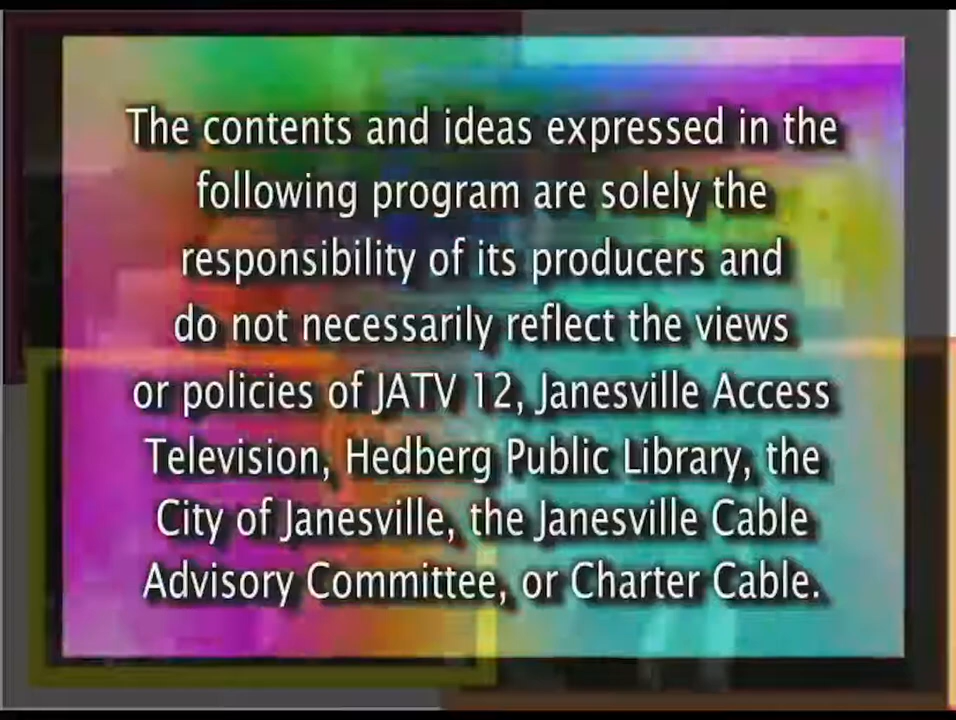 The contents and ideas expressed in the
following program are solely the
responsibility of its producers and
do not necessarily reflect the views
or policies of JATV 12, Janesville Access
Television, Hedberg Public Library, the
City of Janesville, the Janesville Cable
Advisory Committee, or Charter Cable.